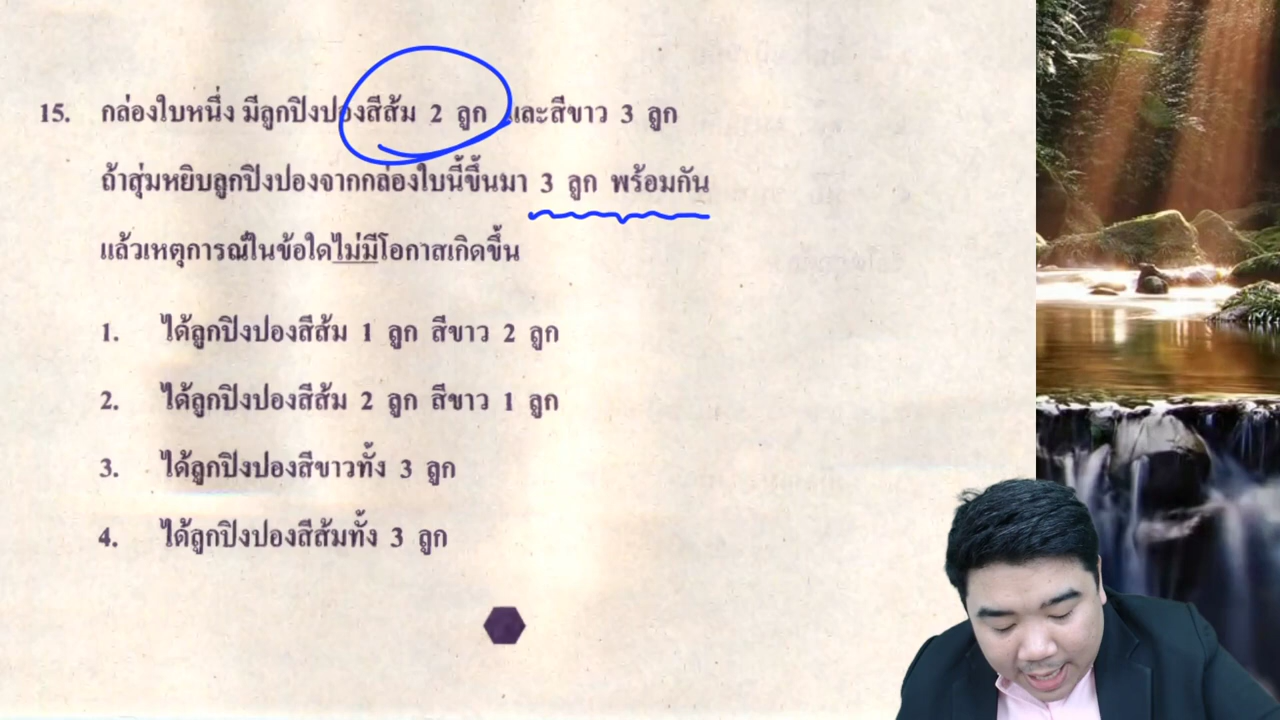 15. กล่องใบหนึ่ง มีลูกปิงปองสีส้ม 2 ลูก และสีขาว 3 ลูก
ถ้าสุ่มหยิบลูกปิงปองจากกล่องใบนี้ขึ้นมา 3 ลูก พร้อมกัน
แล้วเหตุการณ์ในข้อใดไม่มีโอกาสเกิดขึ้น
1. ได้ลูกปิงปองสีส้ม 1 ลูก สีขาว 2 ลูก
2. ได้ลูกปิงปองสีส้ม 2 ลูก สีขาว 1 ลูก
3. ได้ลูกปิงปองสีขาวทั้ง 3 ลูก
4. ได้ลูกปิงปองสีส้มทั้ง 3 ลูก